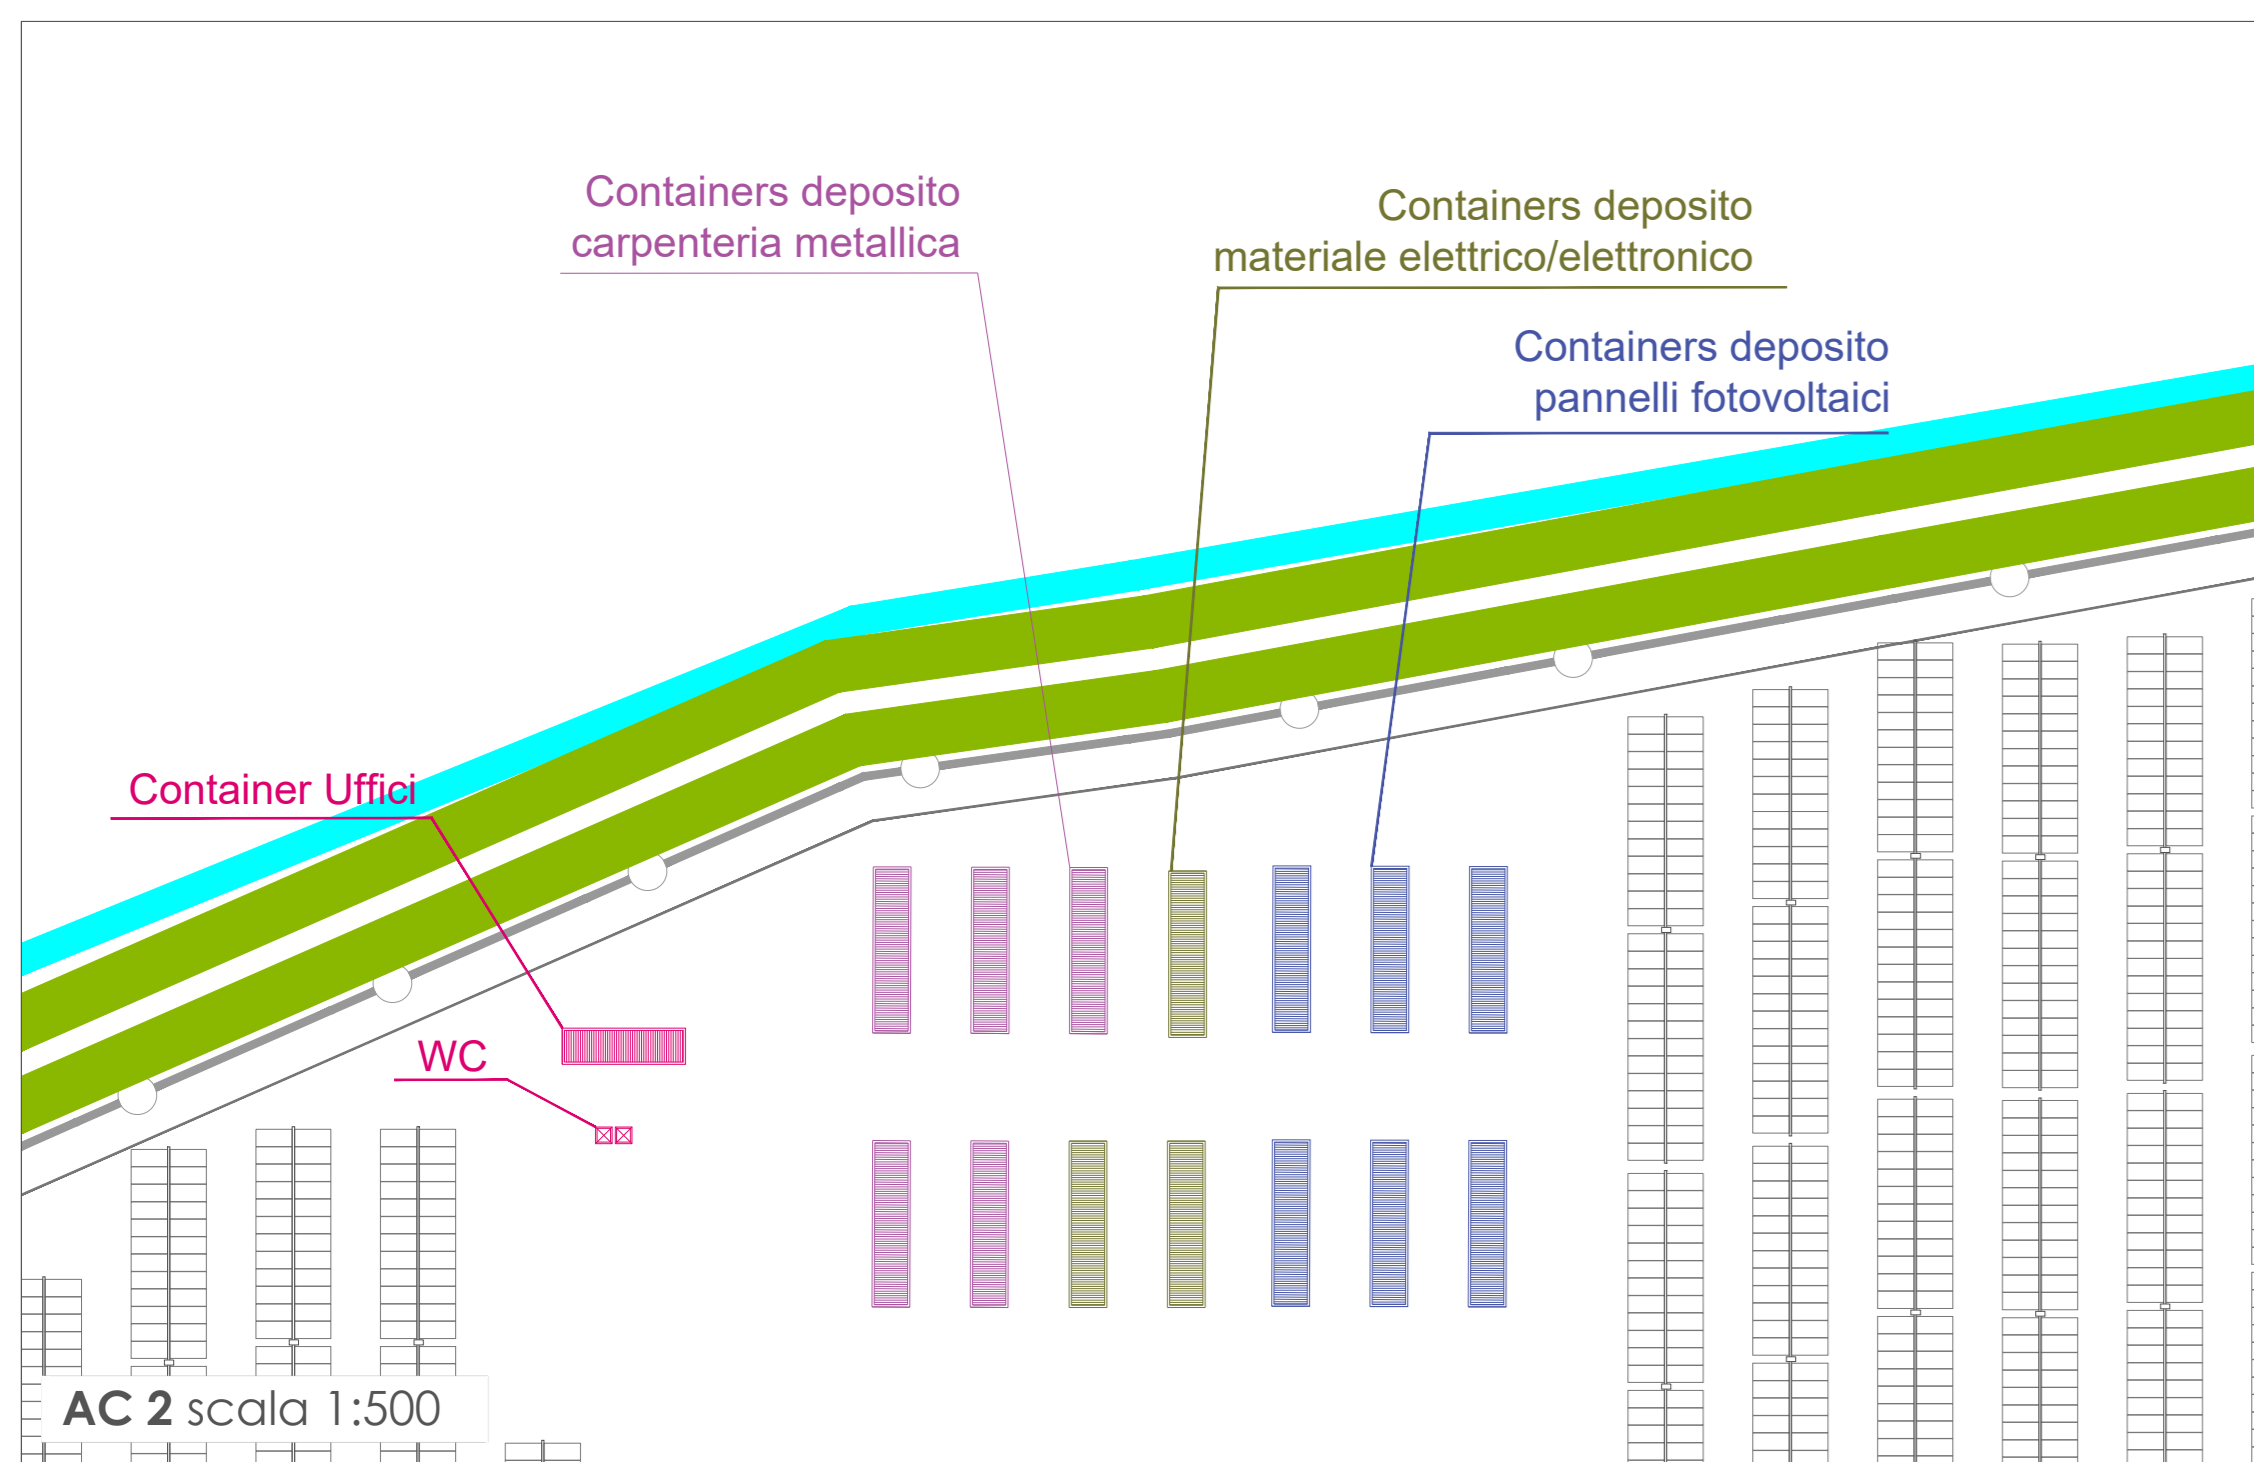 Containers deposito
carpenteria metallica
Containers deposito
materiale elettrico/elettronico
Containers deposito
pannelli fotovoltaici
Container Uffici
WC
AC 2 scala 1:500